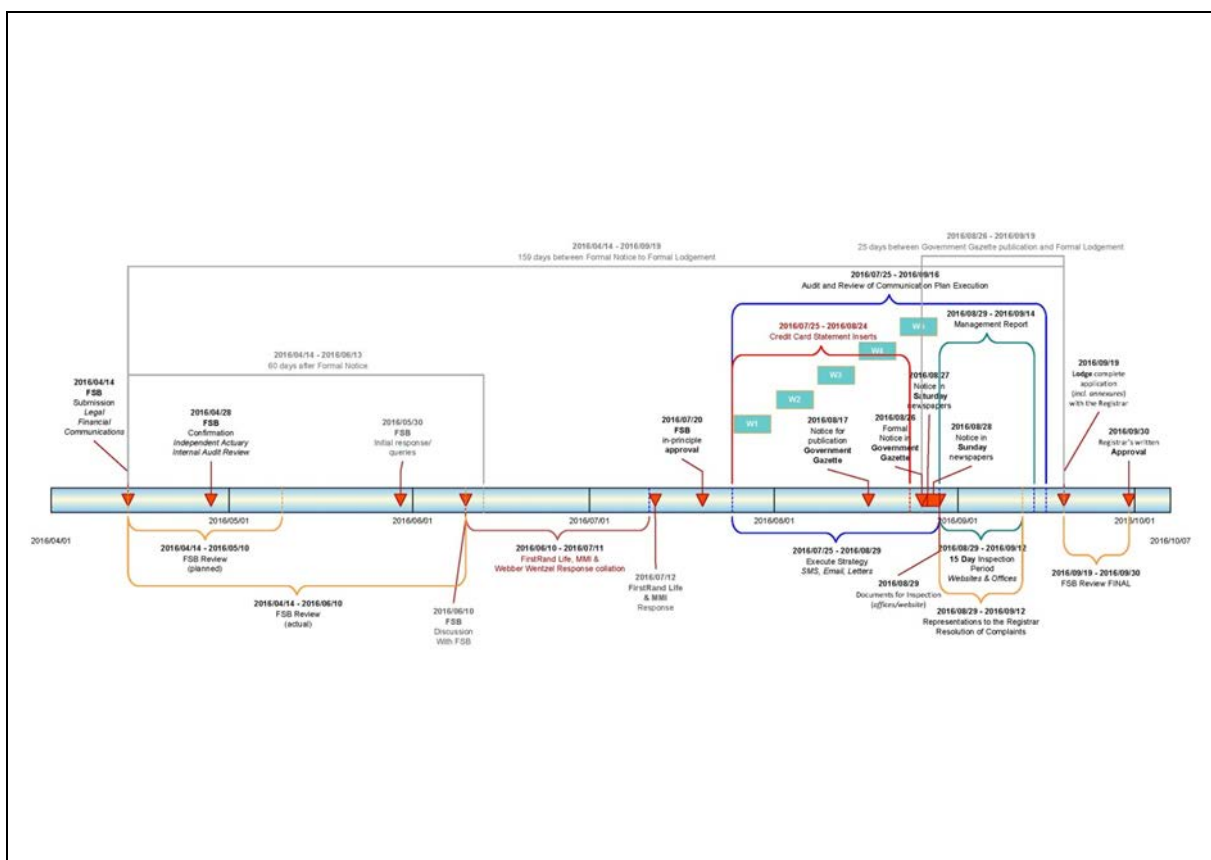 2016/08/26 - 2016/09/19
25 days between Government Gazette publication and Formal Lodgement
2016/04/14 - 2016/09/19
159 days between Formal Notice to Formal Lodgement
2016/07/25 - 2016/09/16
Audit and Review of Communication Plan Execution
2016/08/29 - 2016/09/14
Management Report
2016/07/25 - 2016/08/24
Credit Card Statement Inserts
2016/04/14 - 2016/06/13
60 days after Formal Notice
W1
W2
W3
W4
2016/04/14
FSB
Submission
Legal
Financial
Communications
2016/04/28
FSB
Confirmation
Independent Actuary
Internal Audit Review
2016/05/30
FSB
Initial response/
queries
2016/07/20
FSB
in-principle
approval
2016/08/17
Notice for
publication
Government
Gazette
2016/08/26
Formal
Notice in
Government
Gazette
2016/08/27
Notice in
Saturday
newspapers
2016/08/28
Notice in
Sunday
newspapers
2016/09/19
Lodge complete
application
(incl. annexures)
with the Registrar
2016/09/30
Registrar's written
Approval
2016/04/01
2016/05/01
2016/06/01
2016/07/01
2016/08/01
2016/09/01
2016/10/01
2016/10/07
2016/04/14 - 2016/05/10
FSB Review
(planned)
2016/04/14 - 2016/06/10
FSB Review
(actual)
2016/06/10
FSB
Discussion
With FSB
2016/06/10 - 2016/07/11
FirstRand Life, MMI &
Webber Wentzel Response collation
2016/07/12
FirstRand Life
& MMI
Response
2016/07/25 - 2016/08/29
Execute Strategy
SMS, Email, Letters
2016/08/29
Documents for Inspection
(offices/website)
2016/08/29 - 2016/09/12
15 Day Inspection
Period
Websites & Offices
2016/08/29 - 2016/09/12
Representations to the Registrar
Resolution of Complaints
2016/09/19 - 2016/09/30
FSB Review FINAL